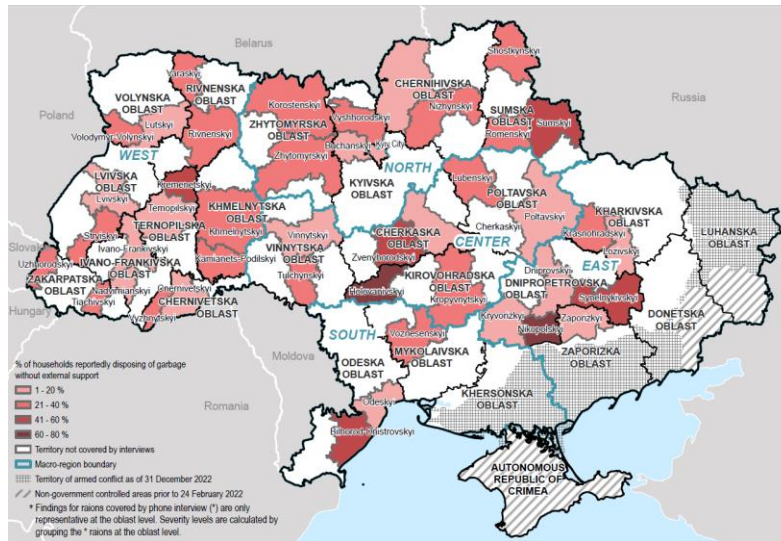 Belarus
Poland
Russia
Slovakia
Hungary
Romania
Moldova
VOLYNSKA
OBLAST
Varaskyi
RIVNENSKA
OBLAST
Lutskyi
Volodymyr-Volynskyi
Rivnenskyi
WEST
Korostenskyi
ZHYTOMYRSKA
OBLAST
Zhytomyrskyi
Vyshhorodskyi
Buchanskyi
Kyiv City
NORTH
KYIVSKA
OBLAST
CHERNIHIVSKA
OBLAST
Nizhynskyi
Shostkynskyi
SUMSKA
OBLAST
Romenskyi
Sumskyi
LVIVSKA
OBLAST
Lvivskyi
Kremenetskyi
Ternopilskyi
TERNOPILSKA
OBLAST
KHMELNYTSKA
OBLAST
Khmelnytskyi
Kamianets-Podilskyi
Stryiskyi
Ivano-Frankivskyi
IVANO-FRANKIVSKA
OBLAST
Uzhhorodskyi
ZAKARPATSKA
OBLAST
Nadvirnianskyi
Tiachivskyi
Chernivetskyi
CHERNIVETSKA
OBLAST
Vyzhnytskyi
Vinnytskyi
VINNYTSKA
OBLAST
Tulchynskyi
CHERKASKA
OBLAST
Zvenyhorodskyi
Cherkaskyi
CENTER
Lubenskyi
POLTAVSKA
OBLAST
Poltavskyi
Holovanivskyi
KIROVOHRADSKA
OBLAST
Kropyvnytskyi
KHARKIVSKA
OBLAST
Krasnohradskyi
Lozivskyi
LUHANSKA
OBLAST
EAST
Dniprovskyi
DNIPROPETROVSKA
OBLAST
Synelnykivskyi
Kryvorizkyi
Nikopolskyi
Zaporizkyi
DONETSKA
OBLAST
ZAPORIZKA
OBLAST
SOUTH
Voznesenskyi
MYKOLAIVSKA
OBLAST
ODESKA
OBLAST
Odeskyi
Bilhorod-Dnistrovskyi
KHERSONSKA
OBLAST
AUTONOMOUS
REPUBLIC OF
CRIMEA
% of households reportedly disposing of garbage
without external support
1 - 20 %
21 - 40 %
41 - 60 %
60 - 80 %
Territory not covered by interviews
Macro-region boundary
Territory of armed conflict as of 31 December 2022
Non-government controlled areas prior to 24 February 2022
* Findings for raions covered by phone interview (*) are only
representative at the oblast level. Severity levels are calculated by
grouping the * raions at the oblast level.